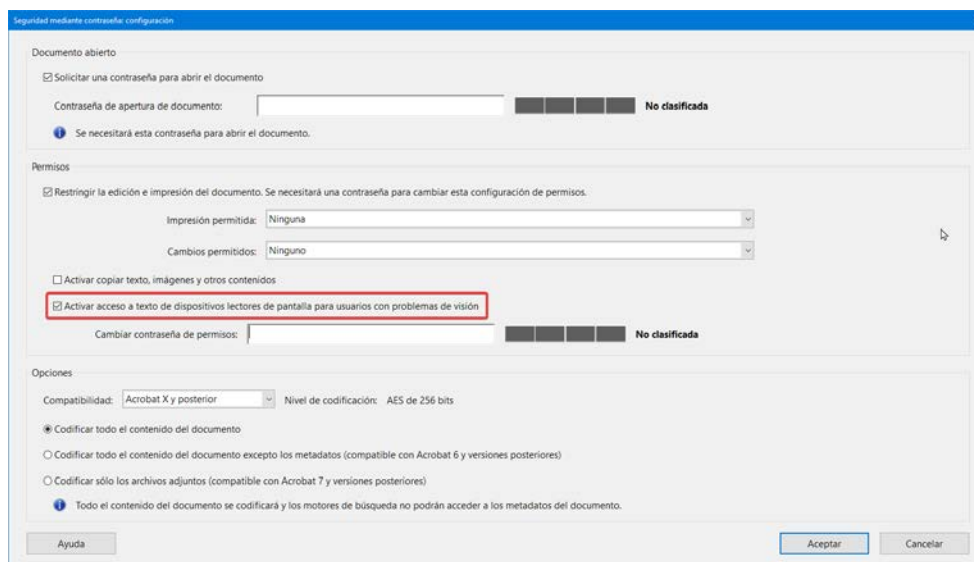 Seguridad mediante contraseña: configuración
Documento abierto
Solicitar una contraseña para abrir el documento
Contraseña de apertura de documento: No clasificada
Se necesitará esta contraseña para abrir el documento.
Permisos
Restringir la edición e impresión del documento. Se necesitará una contraseña para cambiar esta configuración de permisos.
Impresión permitida: Ninguna
Cambios permitidos: Ninguno
Activar copiar texto, imágenes y otros contenidos
Activar acceso a texto de dispositivos lectores de pantalla para usuarios con problemas de visión
Cambiar contraseña de permisos: No clasificada
Opciones
Compatibilidad: Acrobat X y posterior Nivel de codificación: AES de 256 bits
Codificar todo el contenido del documento
Codificar todo el contenido del documento excepto los metadatos (compatible con Acrobat 6 y versiones posteriores)
Codificar sólo los archivos adjuntos (compatible con Acrobat 7 y versiones posteriores)
Todo el contenido del documento se codificará y los motores de búsqueda no podrán acceder a los metadatos del documento.
Ayuda Aceptar Cancelar